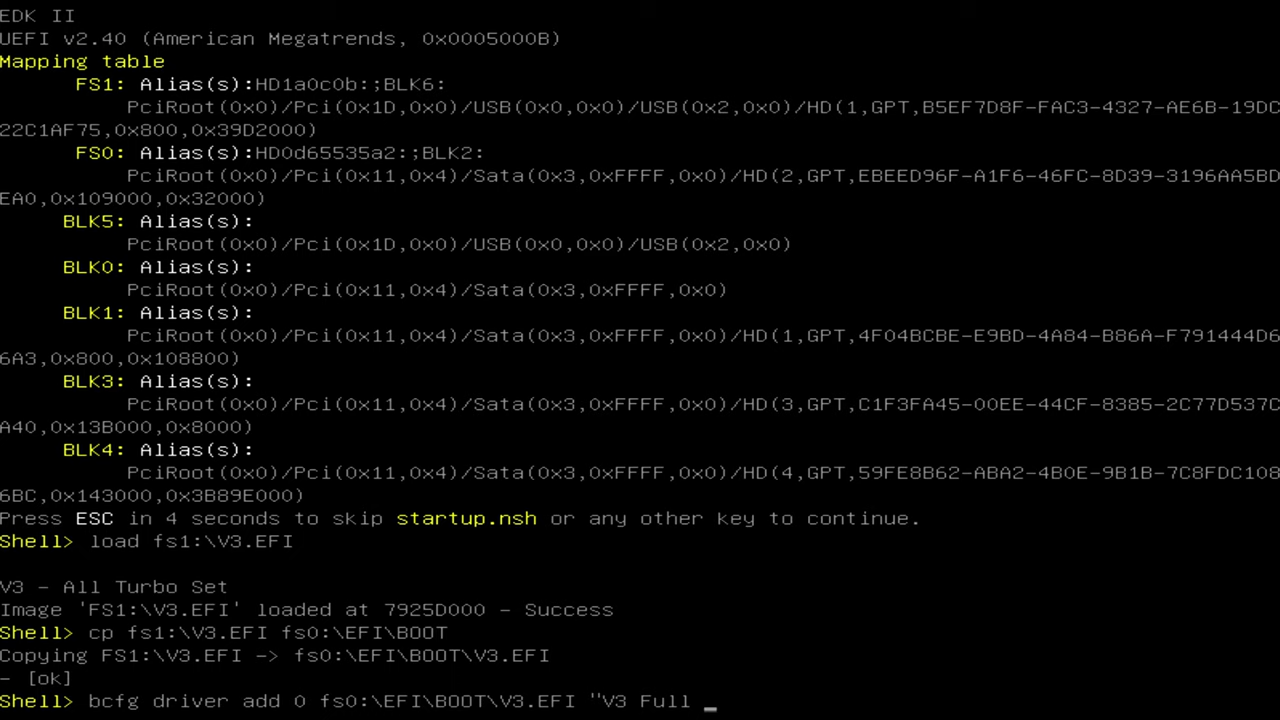 EDK II
UEFI v2.40 (American Megatrends, 0x0005000B)
Mapping table
FS1: Alias(s):HD1a0c0b:;BLK6:
PciRoot(0x0)/Pci(0x1D,0x0)/USB(0x0,0x0)/USB(0x2,0x0)/HD(1,GPT,B5EF7D8F-FAC3-4327-AE6B-19DC
22C1AF75,0x800,0x39D2000)
FS0: Alias(s):HD0d65535a2:;BLK2:
PciRoot(0x0)/Pci(0x11,0x4)/Sata(0x3,0xFFFF,0x0)/HD(2,GPT,EBEED96F-A1F6-46FC-8D39-3196AA5BD
EA0,0x109000,0x32000)
BLK5: Alias(s):
PciRoot(0x0)/Pci(0x1D,0x0)/USB(0x0,0x0)/USB(0x2,0x0)
BLK0: Alias(s):
PciRoot(0x0)/Pci(0x11,0x4)/Sata(0x3,0xFFFF,0x0)
BLK1: Alias(s):
PciRoot(0x0)/Pci(0x11,0x4)/Sata(0x3,0xFFFF,0x0)/HD(1,GPT,4F04BCBE-E9BD-4A84-B86A-F791444D6
6A3,0x800,0x108800)
BLK3: Alias(s):
PciRoot(0x0)/Pci(0x11,0x4)/Sata(0x3,0xFFFF,0x0)/HD(3,GPT,C1F3FA45-00EE-44CF-8385-2C77D537C
A40,0x13B000,0x8000)
BLK4: Alias(s):
PciRoot(0x0)/Pci(0x11,0x4)/Sata(0x3,0xFFFF,0x0)/HD(4,GPT,59FE8B62-ABA2-4B0E-9B1B-7C8FDC108
6BC,0x143000,0x3B89E000)
Press ESC in 4 seconds to skip startup.nsh or any other key to continue.
Shell> load fs1:\V3.EFI
V3 - All Turbo Set
Image 'FS1:\V3.EFI' loaded at 7925D000 - Success
Shell> cp fs1:\V3.EFI fs0:\EFI\BOOT
Copying FS1:\V3.EFI -> fs0:\EFI\BOOT\V3.EFI
- [ok]
Shell> bcfg driver add 0 fs0:\EFI\BOOT\V3.EFI "V3 Full _